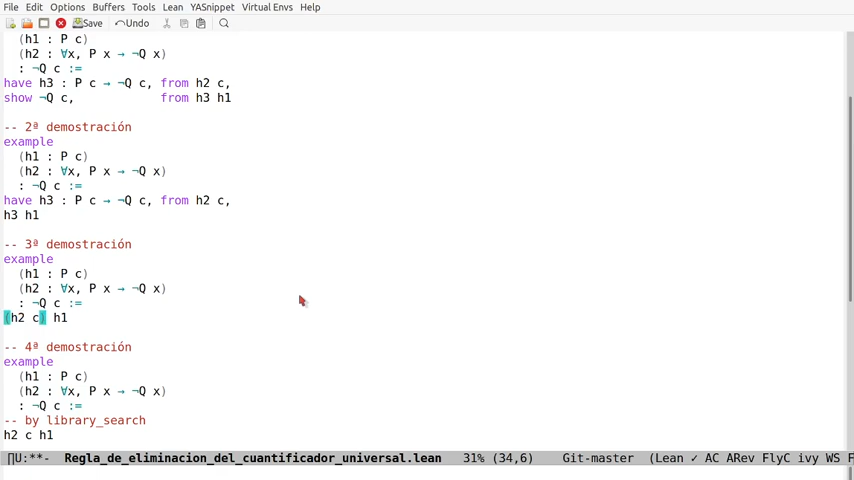 File Edit Options Buffers Tools Lean YASnippet Virtual Envs Help
Save Undo
(h1 : P c)
(h2 : ∀x, P x → ¬Q x)
: ¬Q c :=
have h3 : P c → ¬Q c, from h2 c,
show ¬Q c, from h3 h1
-- 2ª demostración
example
(h1 : P c)
(h2 : ∀x, P x → ¬Q x)
: ¬Q c :=
have h3 : P c → ¬Q c, from h2 c,
h3 h1
-- 3ª demostración
example
(h1 : P c)
(h2 : ∀x, P x → ¬Q x)
: ¬Q c :=
(h2 c) h1
-- 4ª demostración
example
(h1 : P c)
(h2 : ∀x, P x → ¬Q x)
: ¬Q c :=
-- by library_search
h2 c h1
∏U:**- Regla_de_eliminacion_del_cuantificador_universal.lean 31% (34,6) Git-master (Lean ✓ AC ARev FlyC ivy WS F